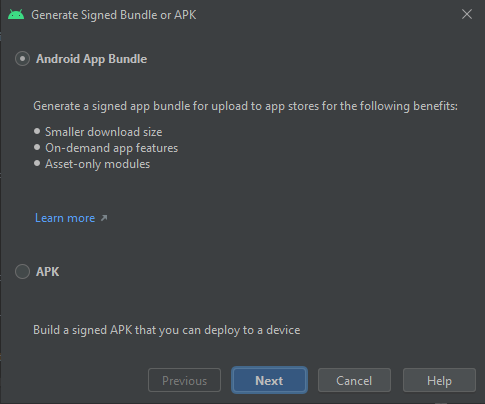 Generate Signed Bundle or APK
Android App Bundle
Generate a signed app bundle for upload to app stores for the following benefits:
Smaller download size
On-demand app features
Asset-only modules
Learn more
APK
Build a signed APK that you can deploy to a device
Previous Next Cancel Help